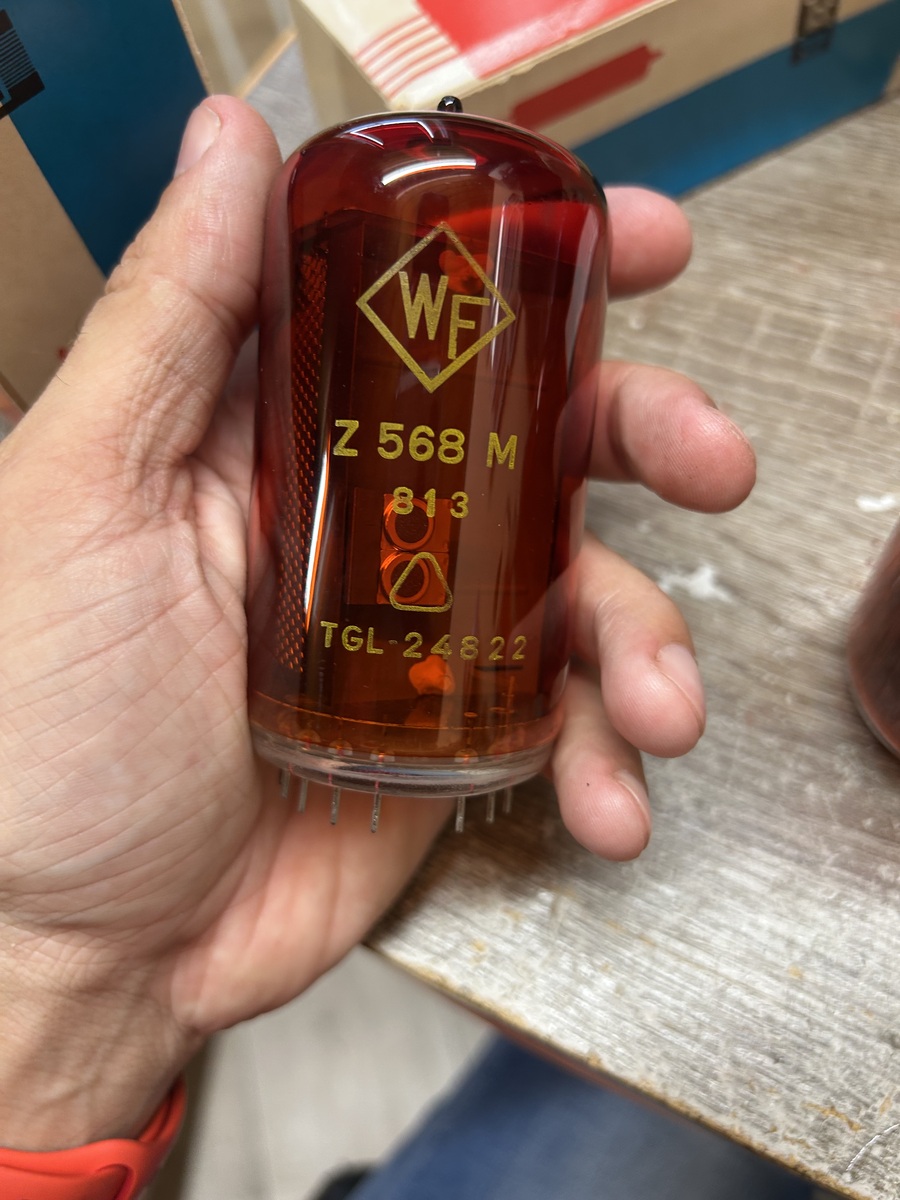 WF
Z 568 M
813
TGL-24822